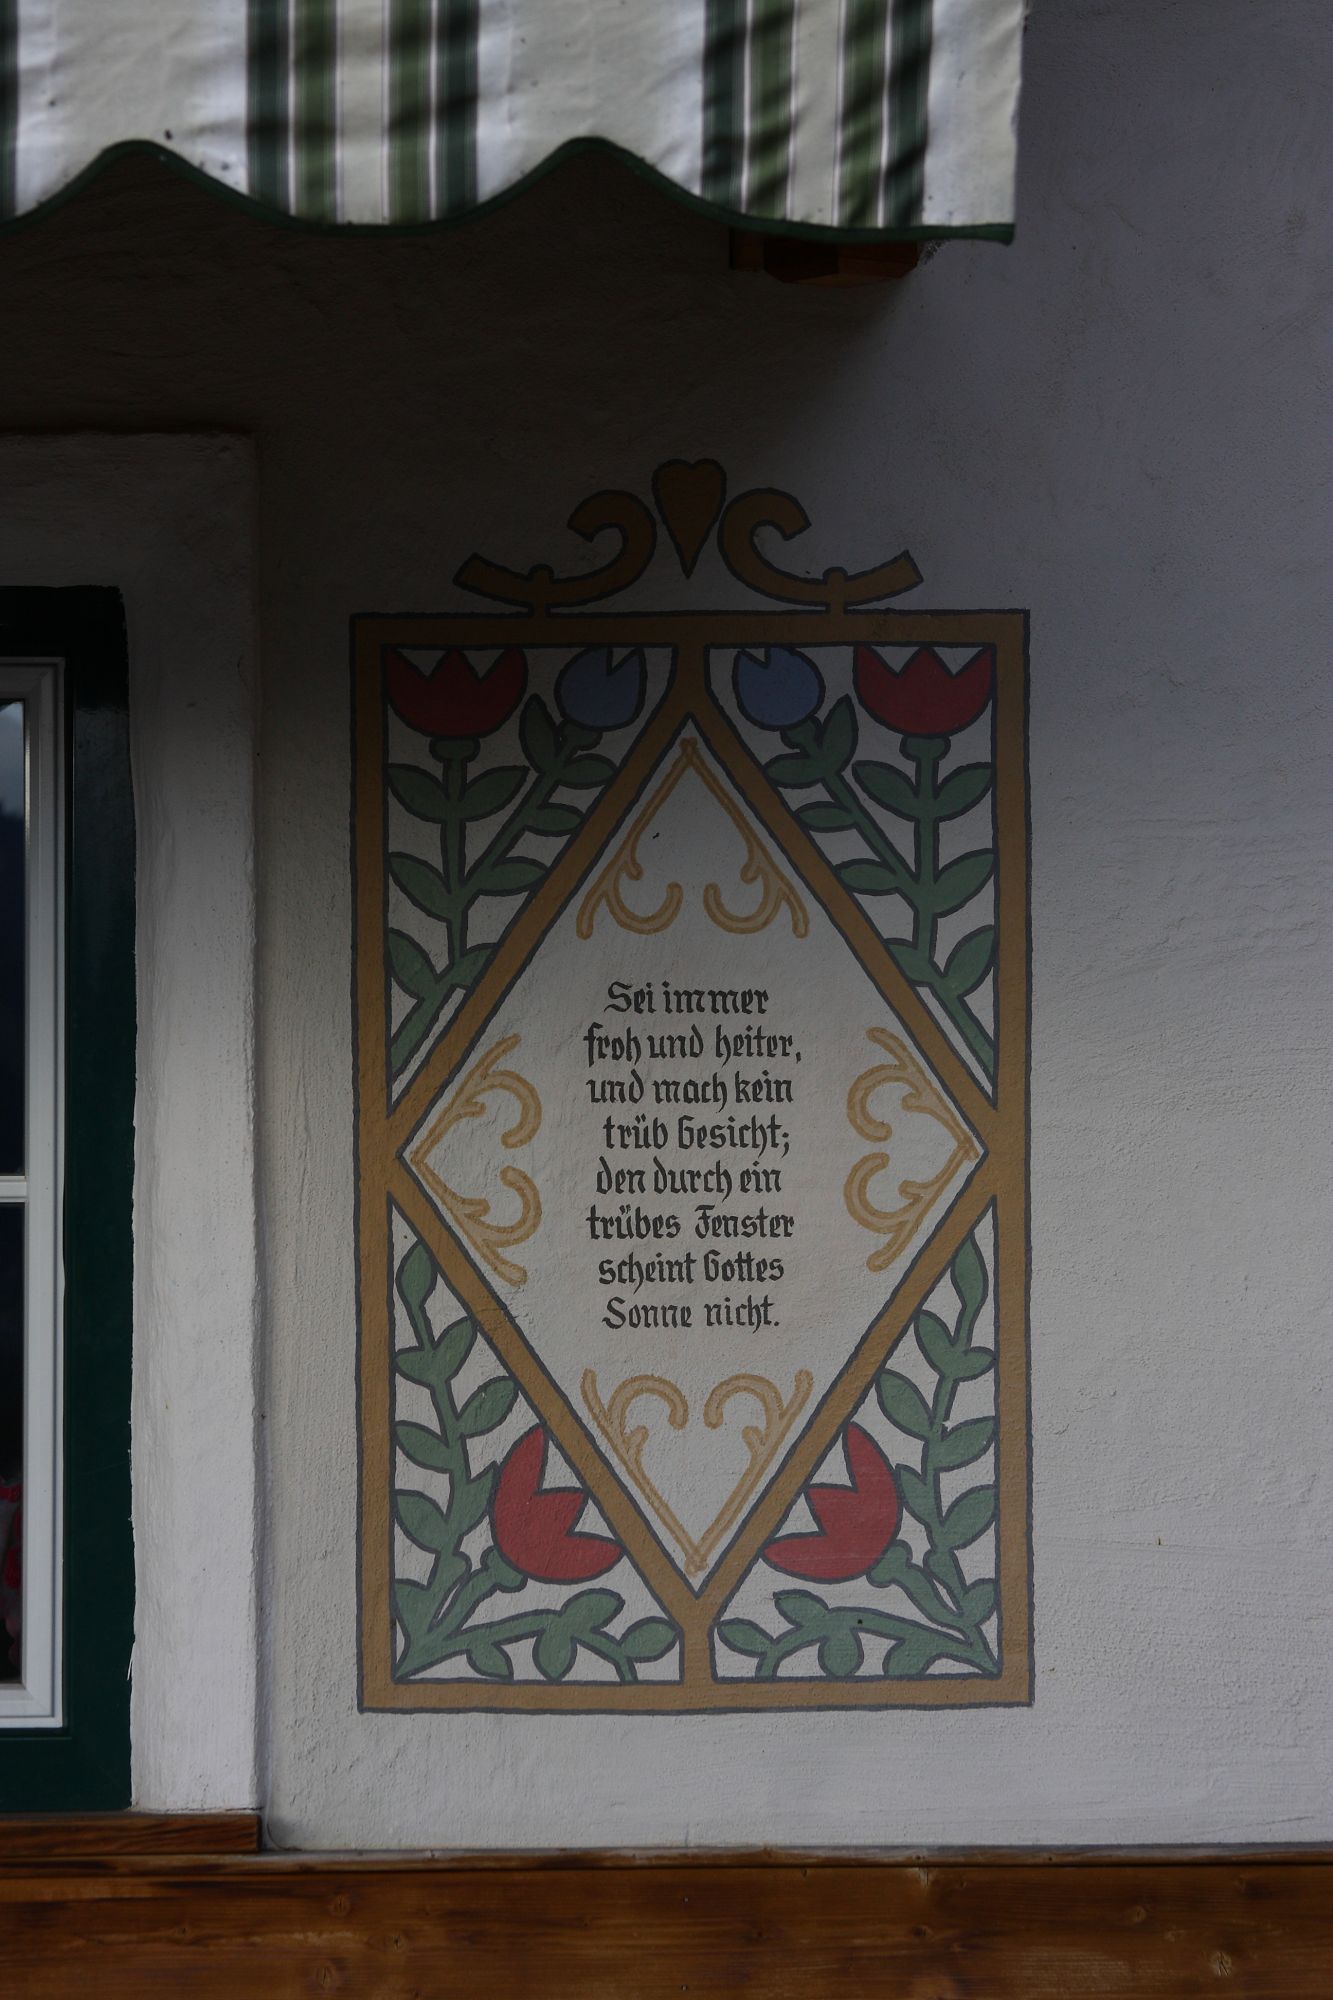 Sei immer
froh und heiter,
und mach kein
trüb Gesicht;
den durch ein
trübes Fenster
scheint Gottes
Sonne nicht.